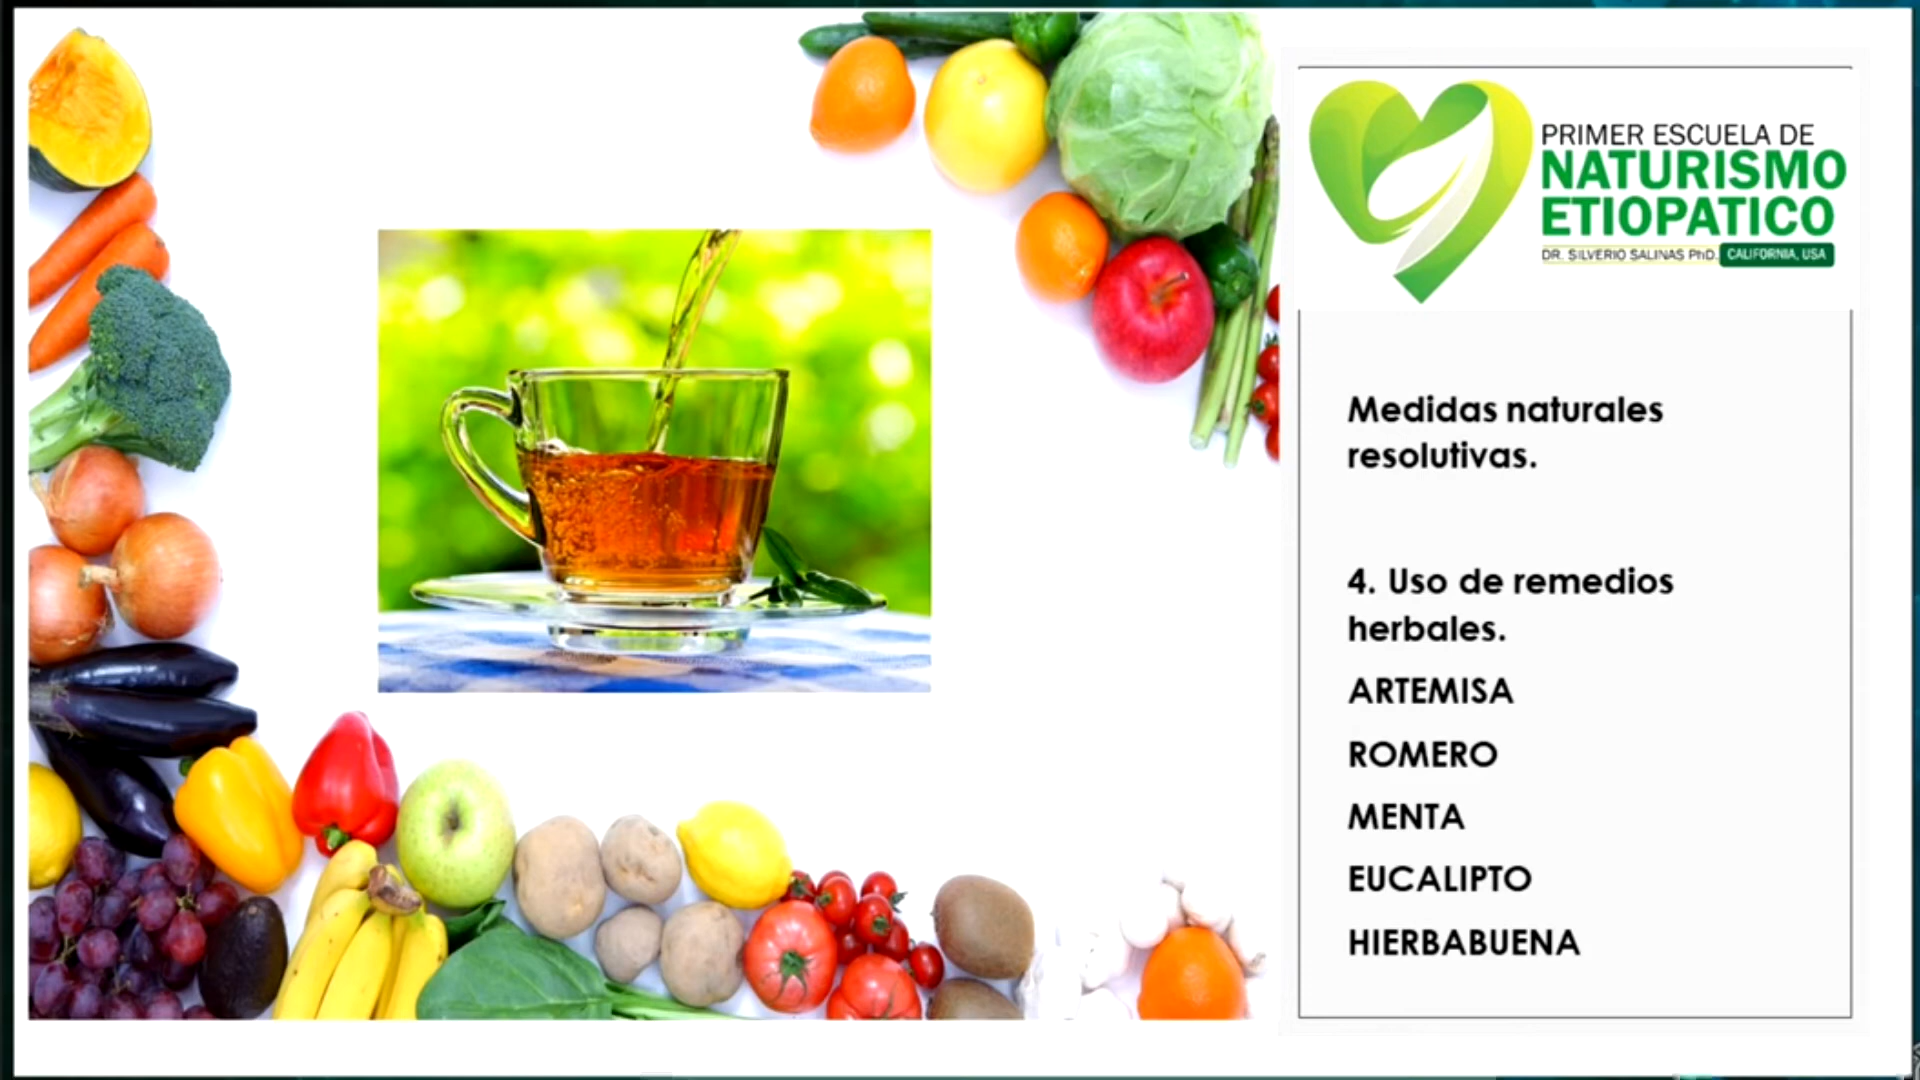 PRIMER ESCUELA DE
NATURISMO
ETIOPATICO
DR. SILVERIO SALINAS PhD. CALIFORNIA, USA
Medidas naturales
resolutivas.
4. Uso de remedios
herbales.
ARTEMISA
ROMERO
MENTA
EUCALIPTO
HIERBABUENA